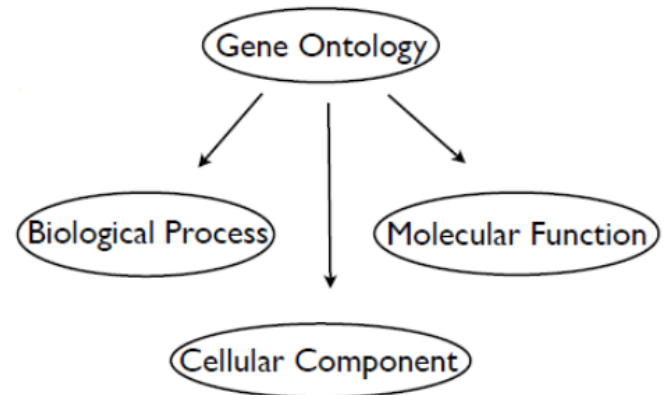 Gene Ontology
Biological Process
Molecular Function
Cellular Component